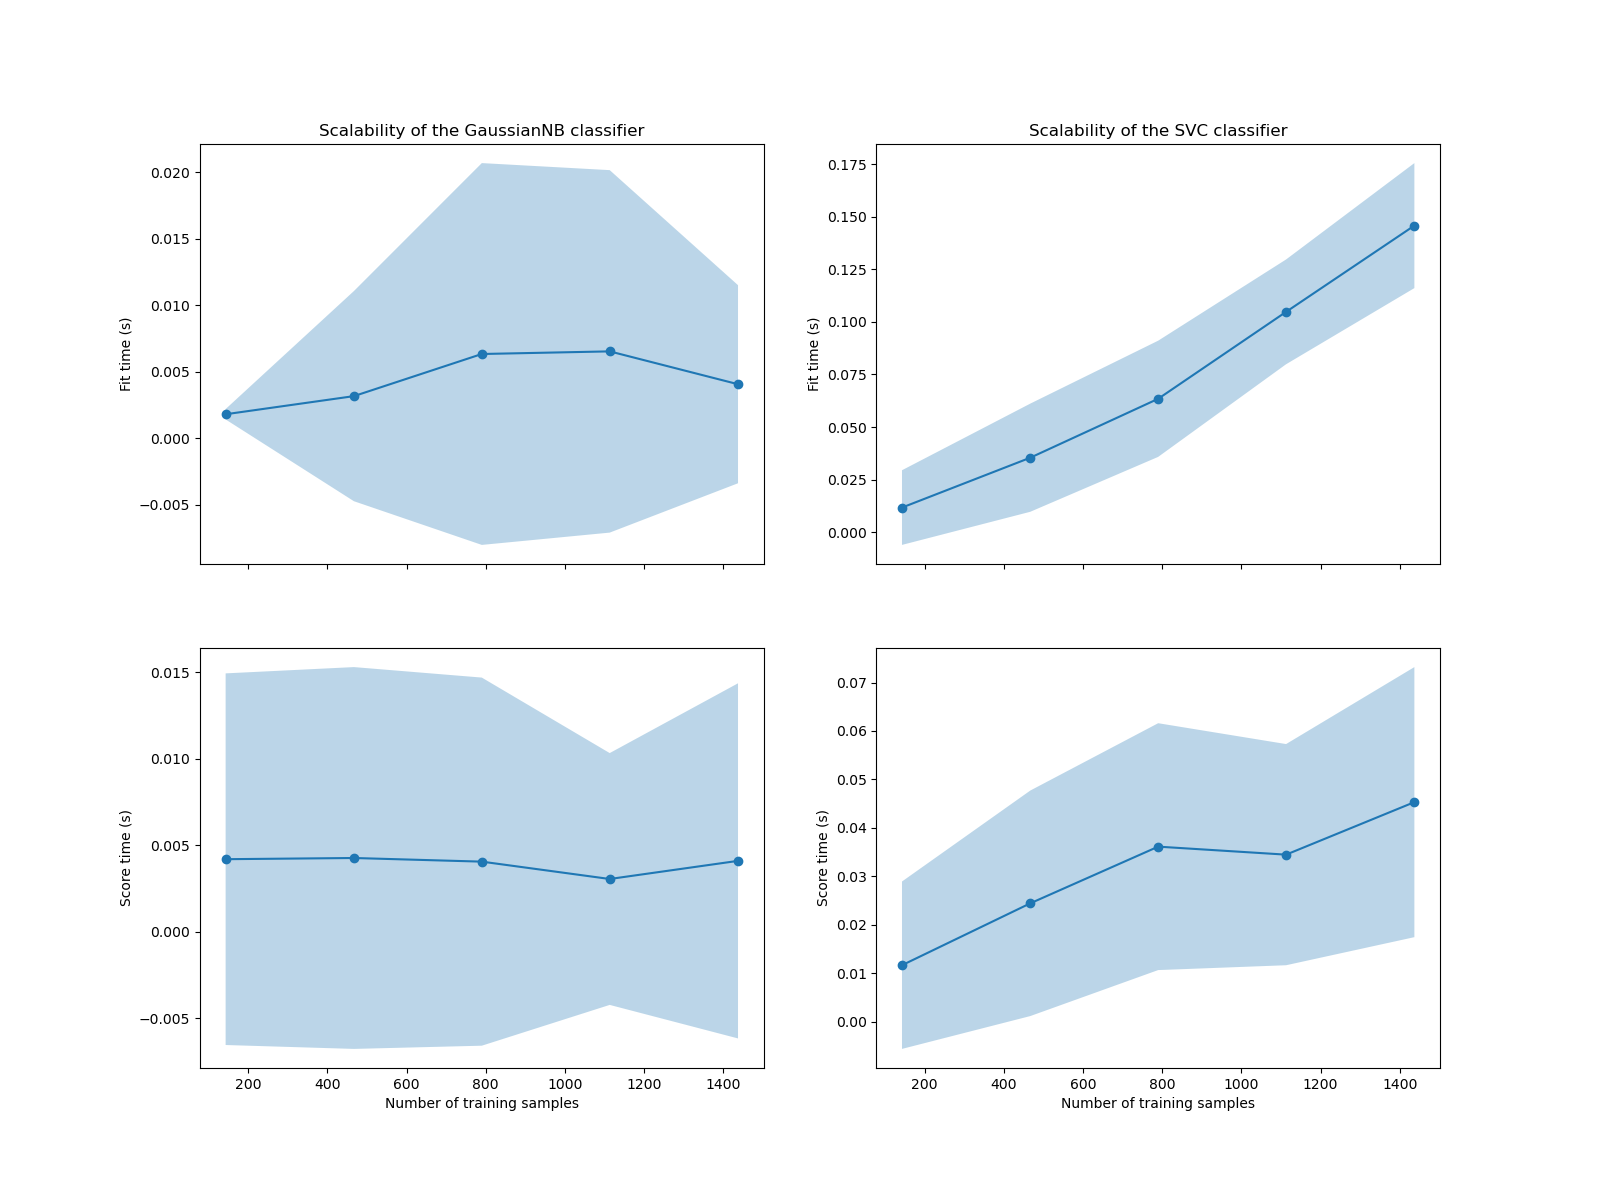 Scalability of the GaussianNB classifier
0.020
0.015
0.010
0.005
0.000
−0.005
Fit time (s)
Scalability of the SVC classifier
0.175
0.150
0.125
0.100
0.075
0.050
0.025
0.000
Fit time (s)
0.015
0.010
0.005
0.000
−0.005
Score time (s)
200 400 600 800 1000 1200 1400
Number of training samples
0.07
0.06
0.05
0.04
0.03
0.02
0.01
0.00
Score time (s)
200 400 600 800 1000 1200 1400
Number of training samples